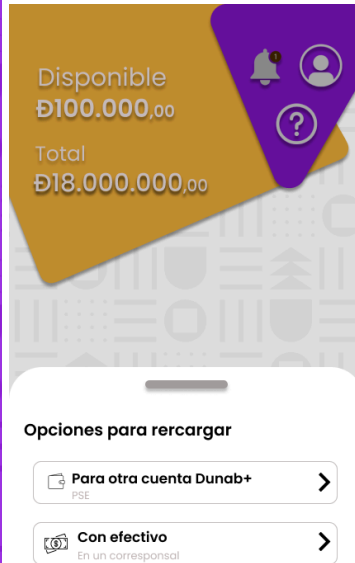 Disponible
Đ100.000,00
1
?
Total
Đ18.000.000,00
Opciones para rercargar
Para otra cuenta Dunab+
PSE
Con efectivo
En un corresponsal